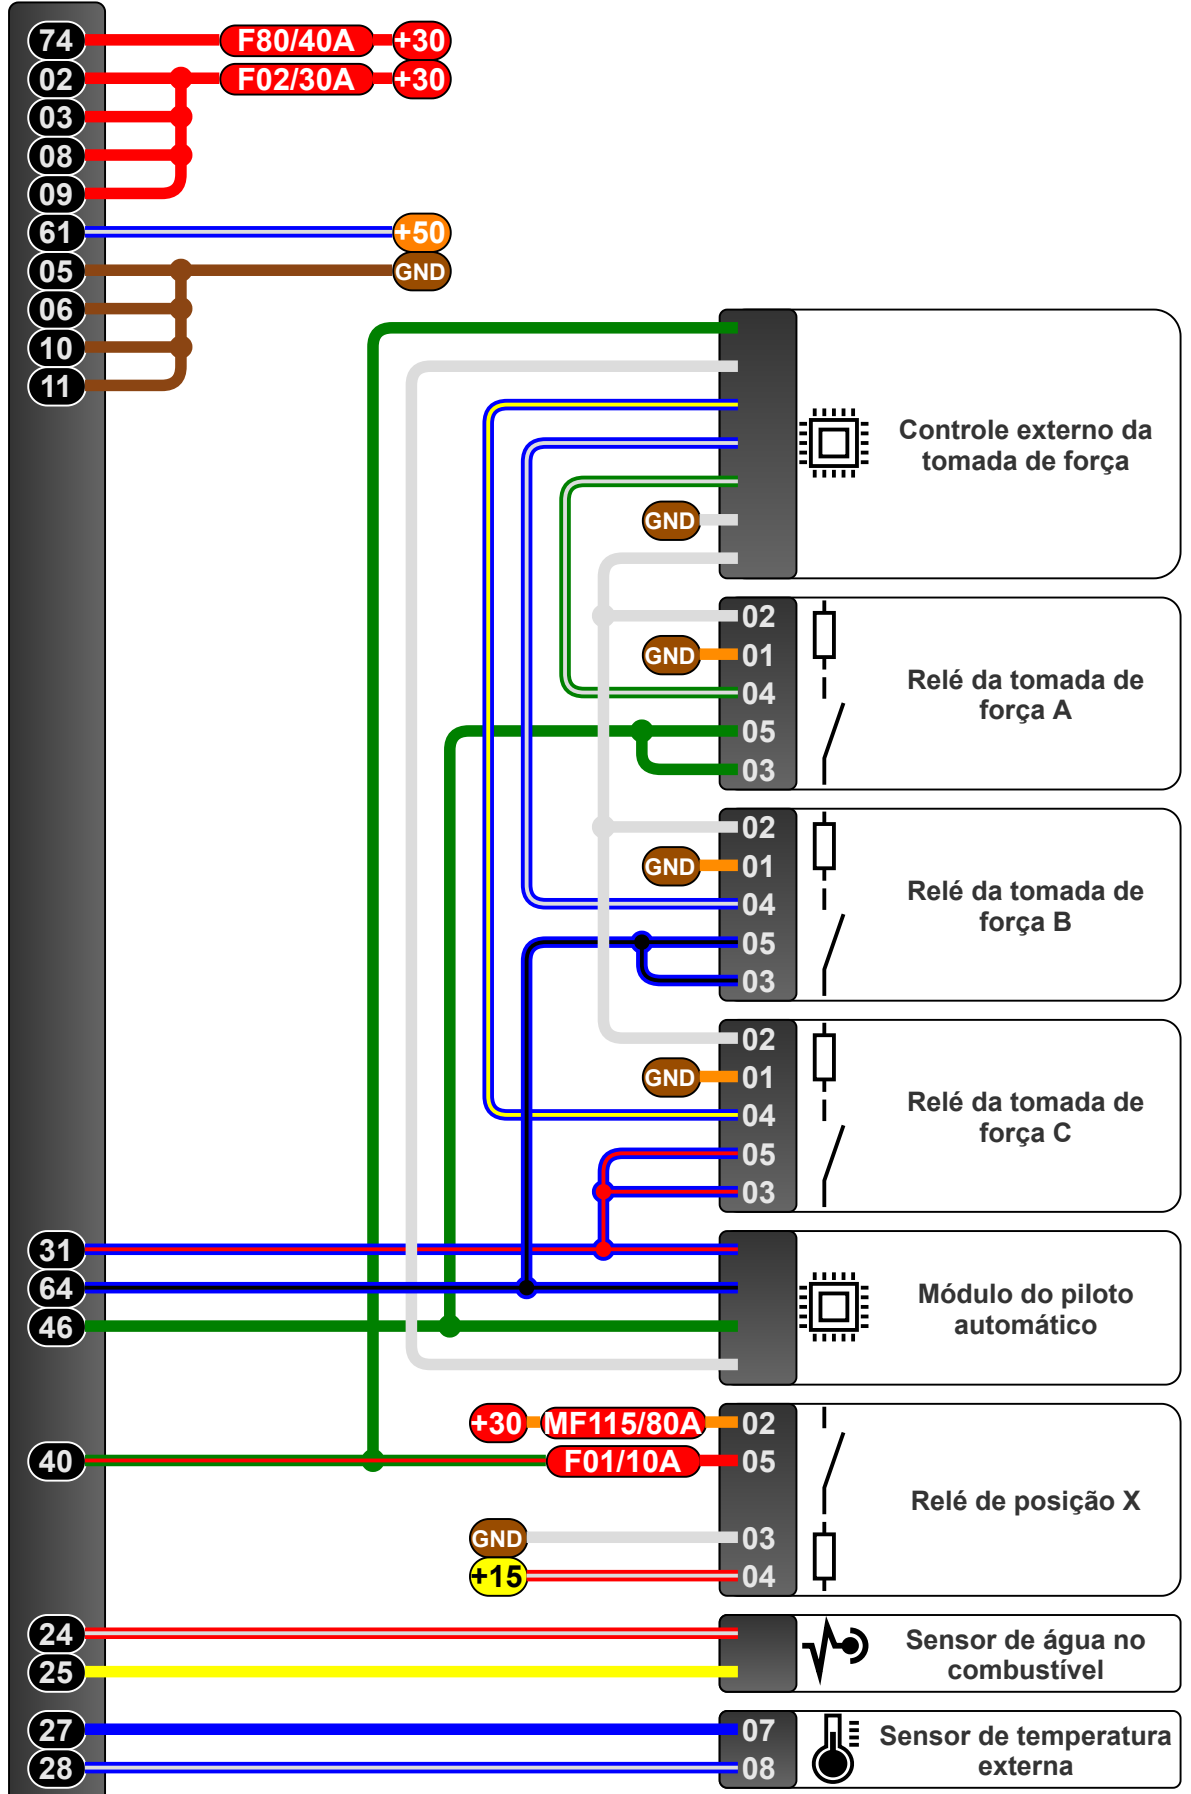 74 F80/40A +30
02 F02/30A +30
03
08
09
61 +50
05 GND
06
10
11
Controle externo da
tomada de força
GND
02
GND 01
04
05
03
Relé da tomada de
força A
02
GND 01
04
05
03
Relé da tomada de
força B
02
GND 01
04
05
03
Relé da tomada de
força C
31
64
46
Módulo do piloto
automático
+30 MF115/80A 02
40 F01/10A 05
GND 03
+15 04
Relé de posição X
24
25
Sensor de água no
combustível
27 07
28 08
Sensor de temperatura
externa